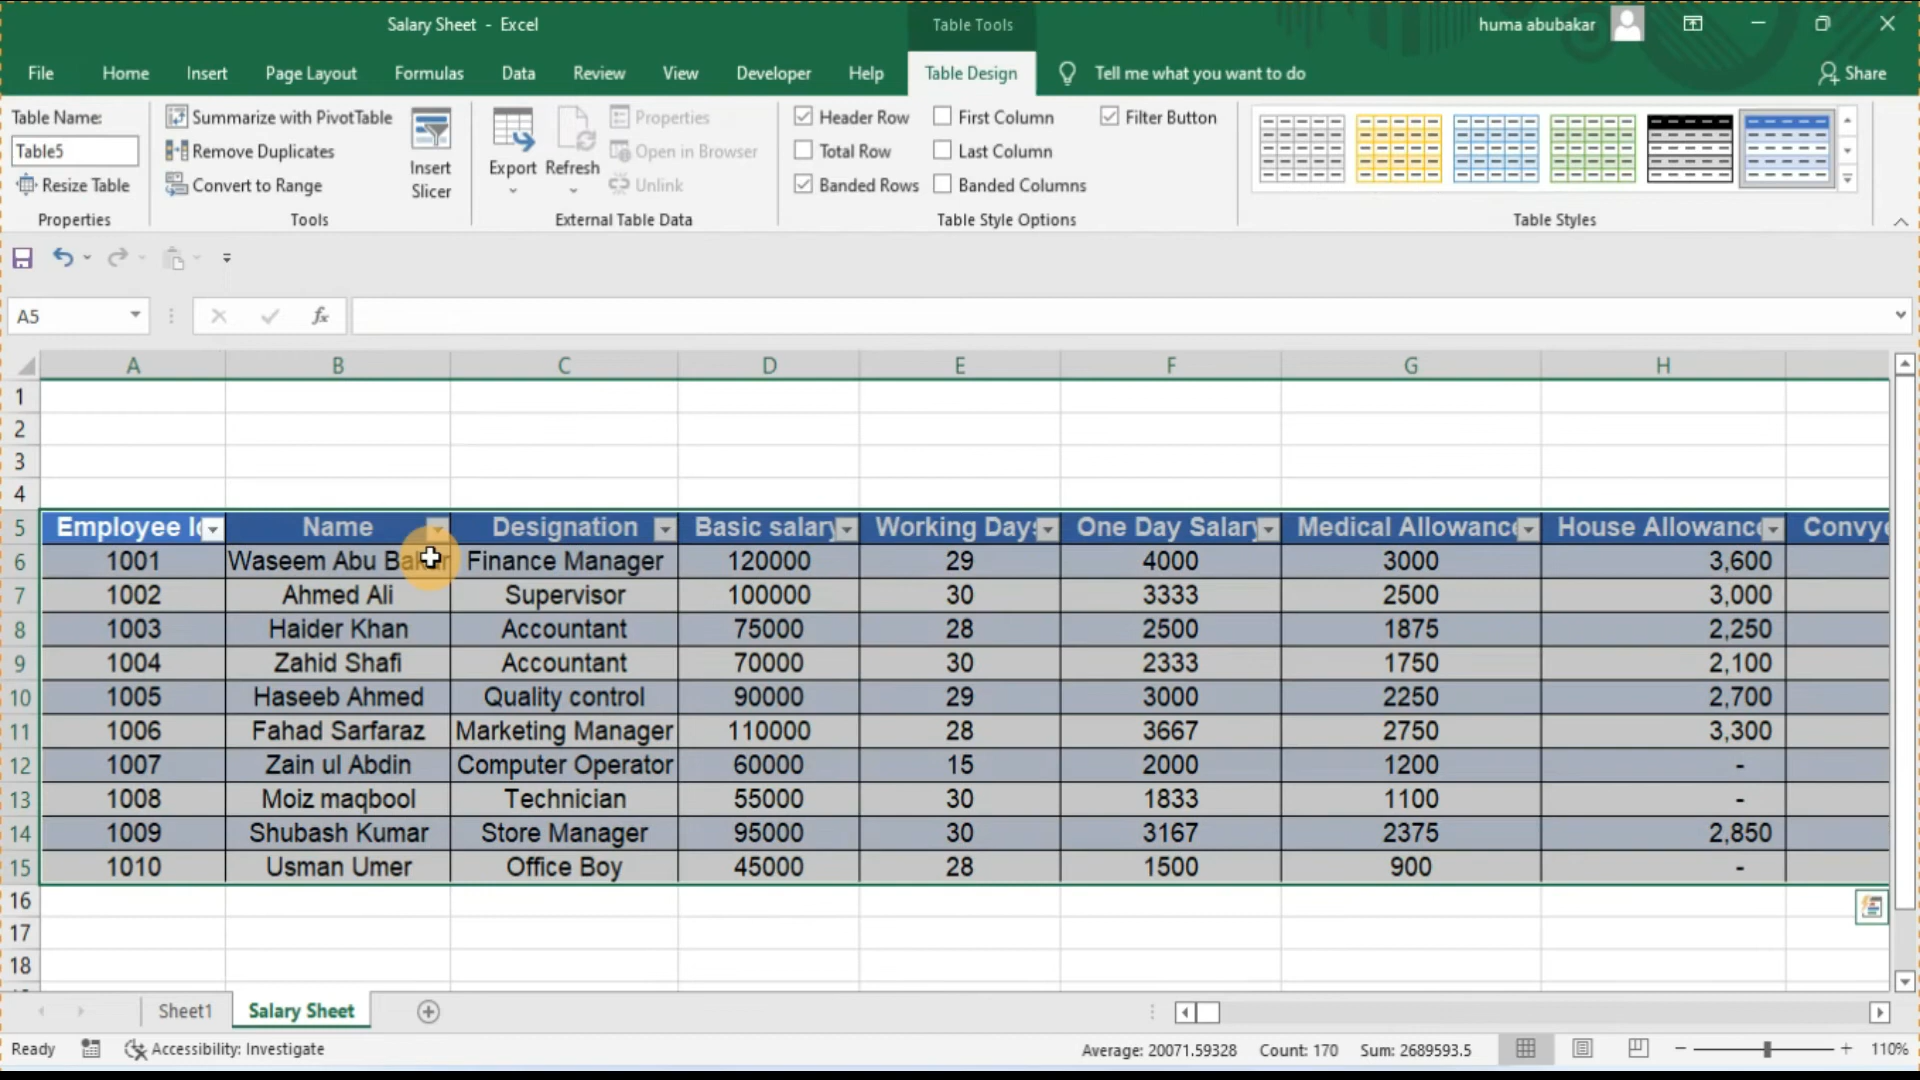 Salary Sheet - Excel
Table Tools
huma abubakar
File Home Insert Page Layout Formulas Data Review View Developer Help Table Design Tell me what you want to do Share
Table Name:
Table5
Resize Table
Properties
Summarize with PivotTable
Remove Duplicates
Convert to Range
Tools
Insert
Slicer
Export Refresh
Properties
Open in Browser
Unlink
External Table Data
Header Row First Column Filter Button
Total Row Last Column
Banded Rows Banded Columns
Table Style Options
Table Styles
A5
fx
A B C D E F G H
1
2
3
4
5 Employee Name Designation Basic salary Working Days One Day Salary Medical Allowance House Allowance
6 1001 Waseem Abu Finance Manager 120000 29 4000 3000 3,600
7 1002 Ahmed Ali Supervisor 100000 30 3333 2500 3,000
8 1003 Haider Khan Accountant 75000 28 2500 1875 2,250
9 1004 Zahid Shafi Accountant 70000 30 2333 1750 2,100
10 1005 Haseeb Ahmed Quality control 90000 29 3000 2250 2,700
11 1006 Fahad Sarfaraz Marketing Manager 110000 28 3667 2750 3,300
12 1007 Zain ul Abdin Computer Operator 60000 15 2000 1200 -
13 1008 Moiz maqbool Technician 55000 30 1833 1100 -
14 1009 Shubash Kumar Store Manager 95000 30 3167 2375 2,850
15 1010 Usman Umer Office Boy 45000 28 1500 900 -
16
17
18
Sheet1 Salary Sheet
Ready Accessibility: Investigate Average: 20071.59328 Count: 170 Sum: 2689593.5 110%